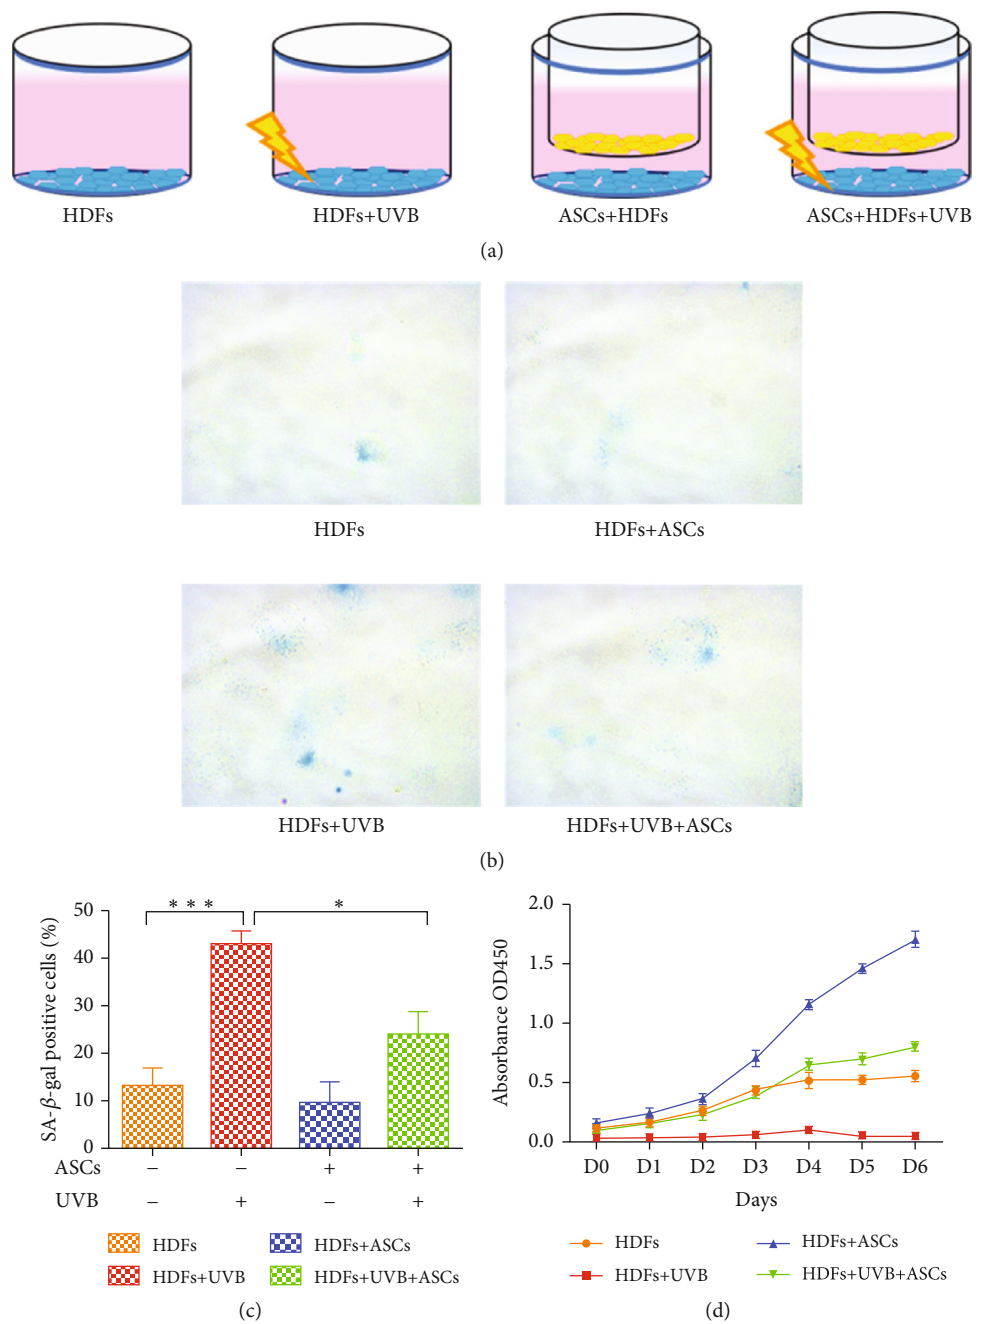 HDFs
HDFs+UVB
ASCs+HDFs
ASCs+HDFs+UVB
(a)
HDFs
HDFs+ASCs
HDFs+UVB
HDFs+UVB+ASCs
(b)
SA-β-gal positive cells (%)
50
40
30
20
10
0
* * *
*
ASCs − − + +
UVB − + − +
HDFs
HDFs+ASCs
HDFs+UVB
HDFs+UVB+ASCs
(c)
Absorbance OD450
2.0
1.5
1.0
0.5
0.0
D0 D1 D2 D3 D4 D5 D6
Days
HDFs
HDFs+ASCs
HDFs+UVB
HDFs+UVB+ASCs
(d)